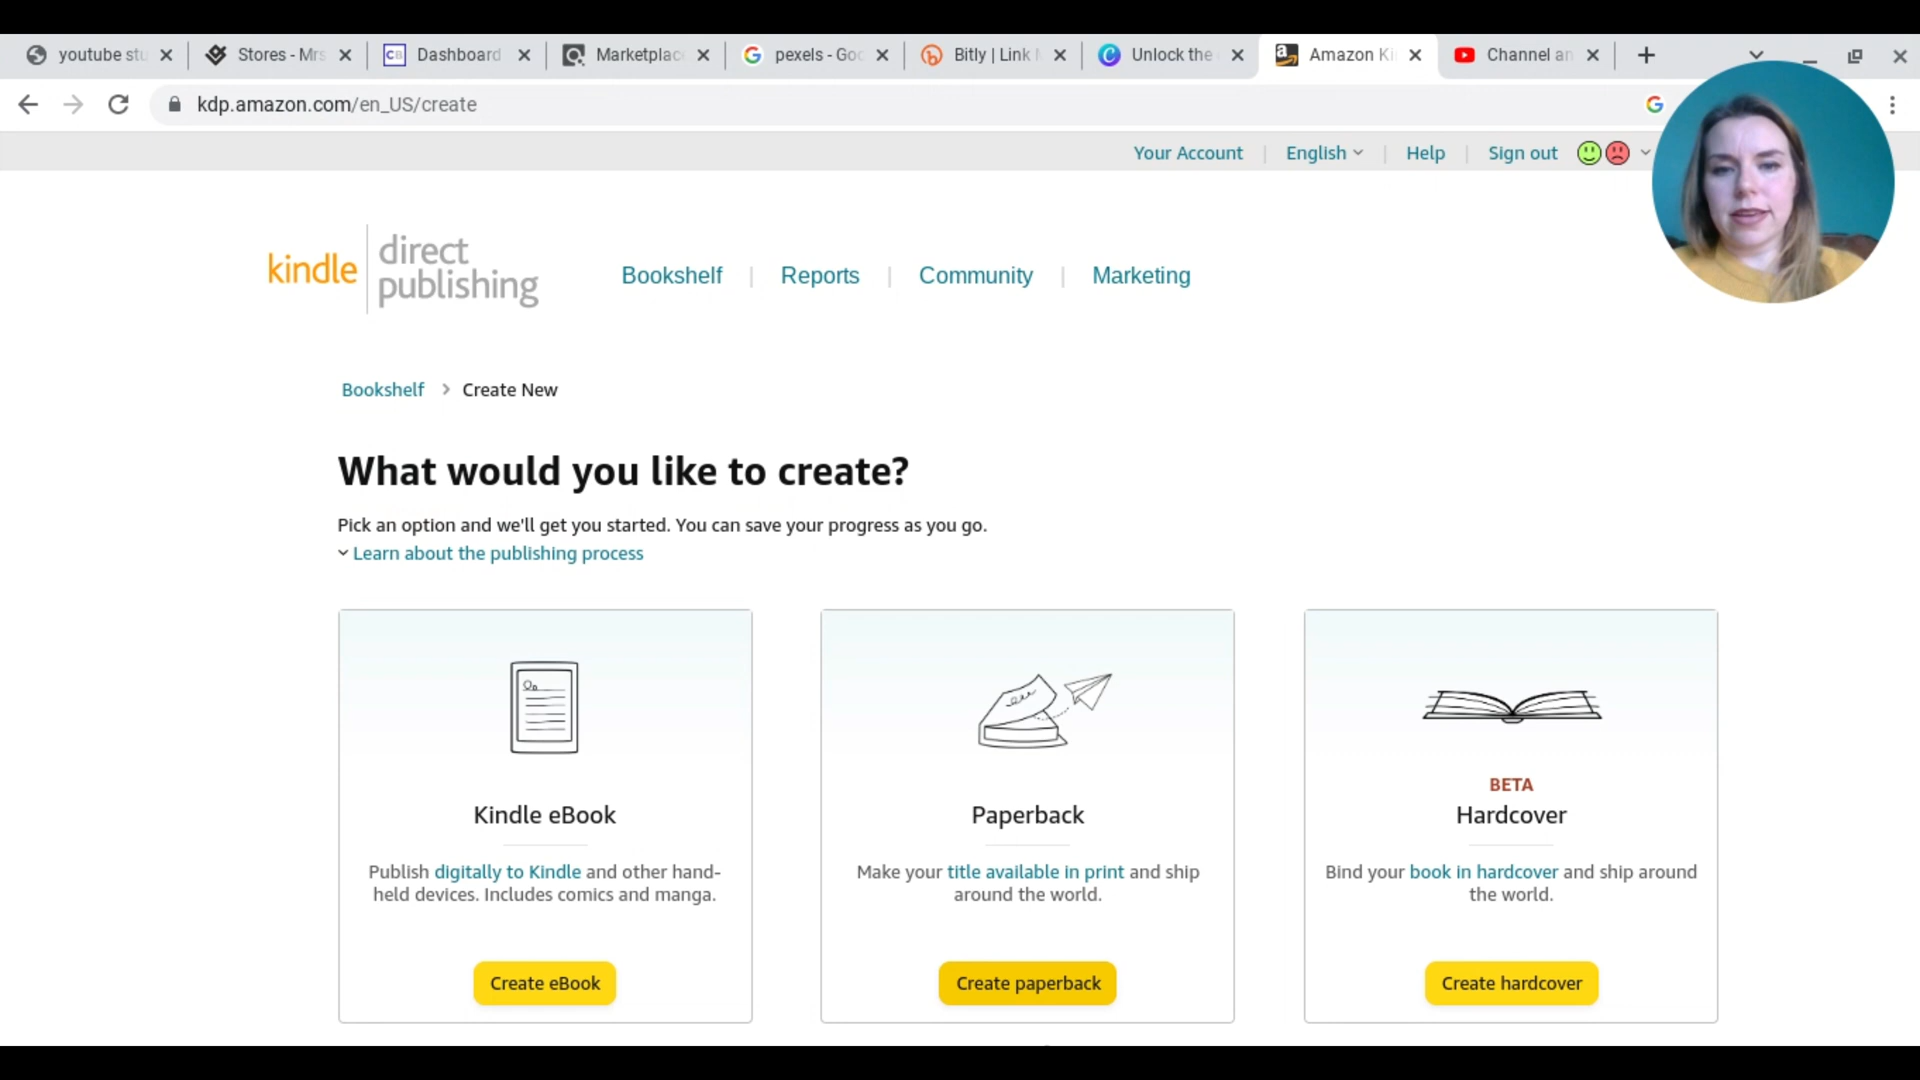 youtube stu
Stores - Mrs
Dashboard
Marketplac
pexels - Goo
Bitly | Link M
Unlock the
Amazon Ki
Channel an
kdp.amazon.com/en_US/create
Your Account
English
Help
Sign out
kindle direct publishing
Bookshelf
Reports
Community
Marketing
Bookshelf > Create New
What would you like to create?
Pick an option and we'll get you started. You can save your progress as you go.
Learn about the publishing process
Kindle eBook
Publish digitally to Kindle and other hand-
held devices. Includes comics and manga.
Create eBook
Paperback
Make your title available in print and ship
around the world.
Create paperback
BETA
Hardcover
Bind your book in hardcover and ship around
the world.
Create hardcover